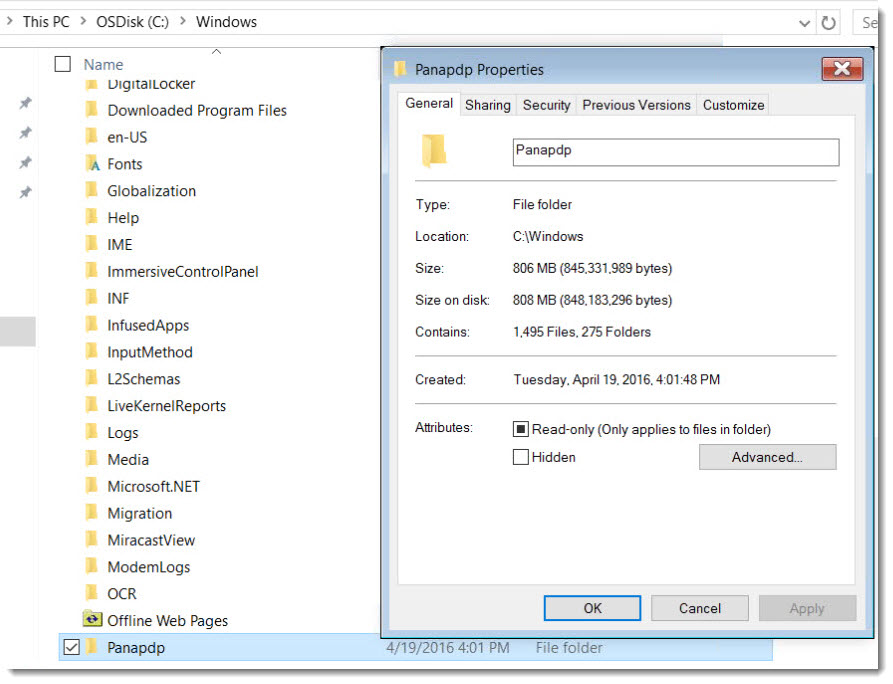 This PC > OSDisk (C:) > Windows
Se
Name
DigitalLocker
Downloaded Program Files
en-US
Fonts
Globalization
Help
IME
ImmersiveControlPanel
INF
InfusedApps
InputMethod
L2Schemas
LiveKernelReports
Logs
Media
Microsoft.NET
Migration
MiracastView
ModemLogs
OCR
Offline Web Pages
Panapdp 4/19/2016 4:01 PM File folder
Panapdp Properties
General Sharing Security Previous Versions Customize
Panapdp
Type: File folder
Location: C:\Windows
Size: 806 MB (845,331,989 bytes)
Size on disk: 808 MB (848,183,296 bytes)
Contains: 1,495 Files, 275 Folders
Created: Tuesday, April 19, 2016, 4:01:48 PM
Attributes: Read-only (Only applies to files in folder)
Hidden Advanced...
OK Cancel Apply